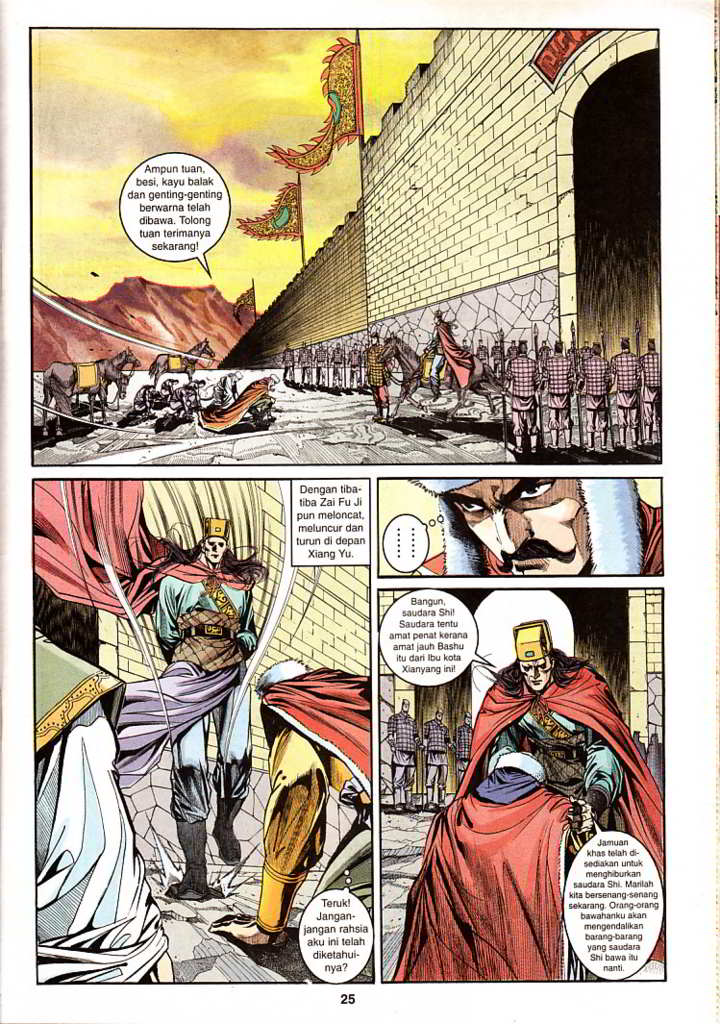 Ampun tuan,
besi, kayu balak
dan genting-genting
berwarna telah
dibawa. Tolong
tuan terimanya
sekarang!
Dengan tiba-
tiba Zai Fu Ji
pun meloncat,
meluncur dan
turun di depan
Xiang Yu.
Teruk!
Jangan-
jangan rahsia
aku ini telah
diketahui-
nya?
Bangun,
saudara Shi!
Saudara tentu
amat penat kerana
amat jauh Bashu
itu dari Ibu kota
Xianyang ini!
Jamuan
khas telah di-
sediakan untuk
menghiburkan
saudara Shi. Marilah
kita bersenang-senang
sekarang. Orang-orang
bawahanku akan
mengendalikan
barang-barang
yang saudara
Shi bawa itu
nanti.
25